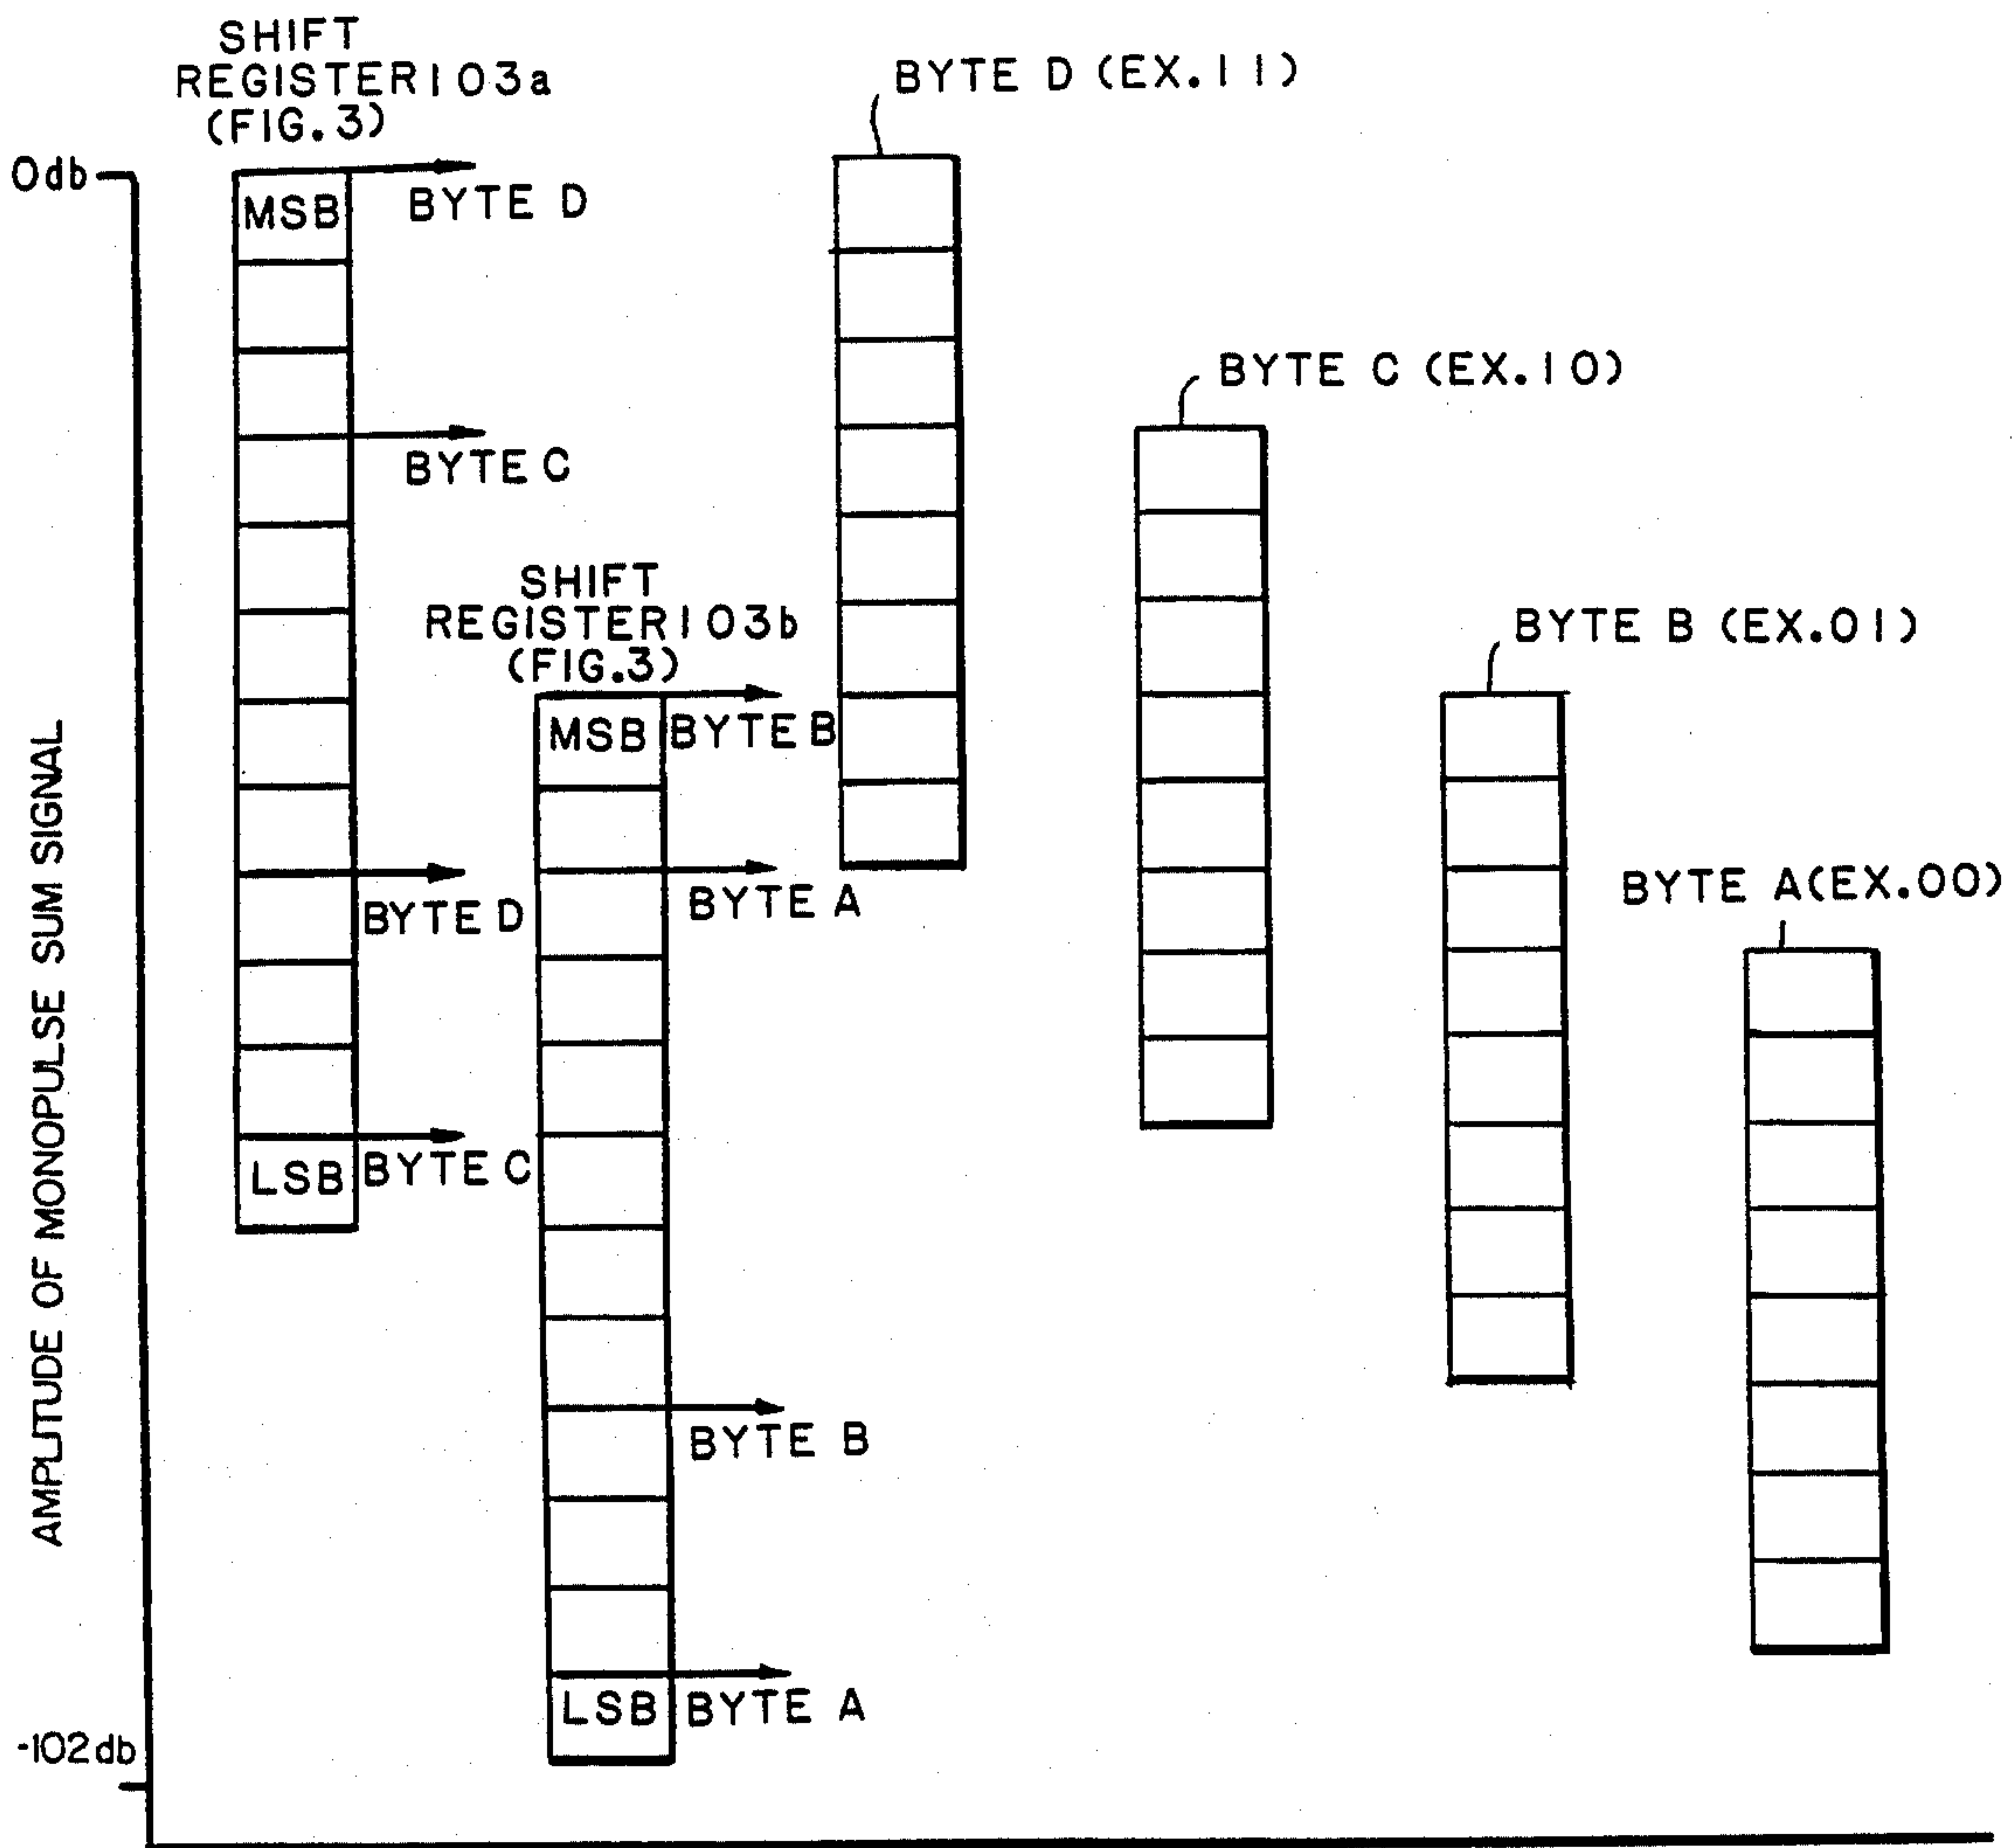 SHIFT
REGISTER 103a
(FIG. 3)
BYTE D (EX. 11)
0db
MSB
BYTE D
BYTE C (EX. 10)
BYTE C
SHIFT
REGISTER 103b
(FIG. 3)
BYTE B (EX. 01)
MSB
BYTE B
BYTE A
BYTE A (EX. 00)
BYTE D
LSB
BYTE C
BYTE B
LSB
BYTE A
-102db
AMPLITUDE OF MONOPULSE SUM SIGNAL